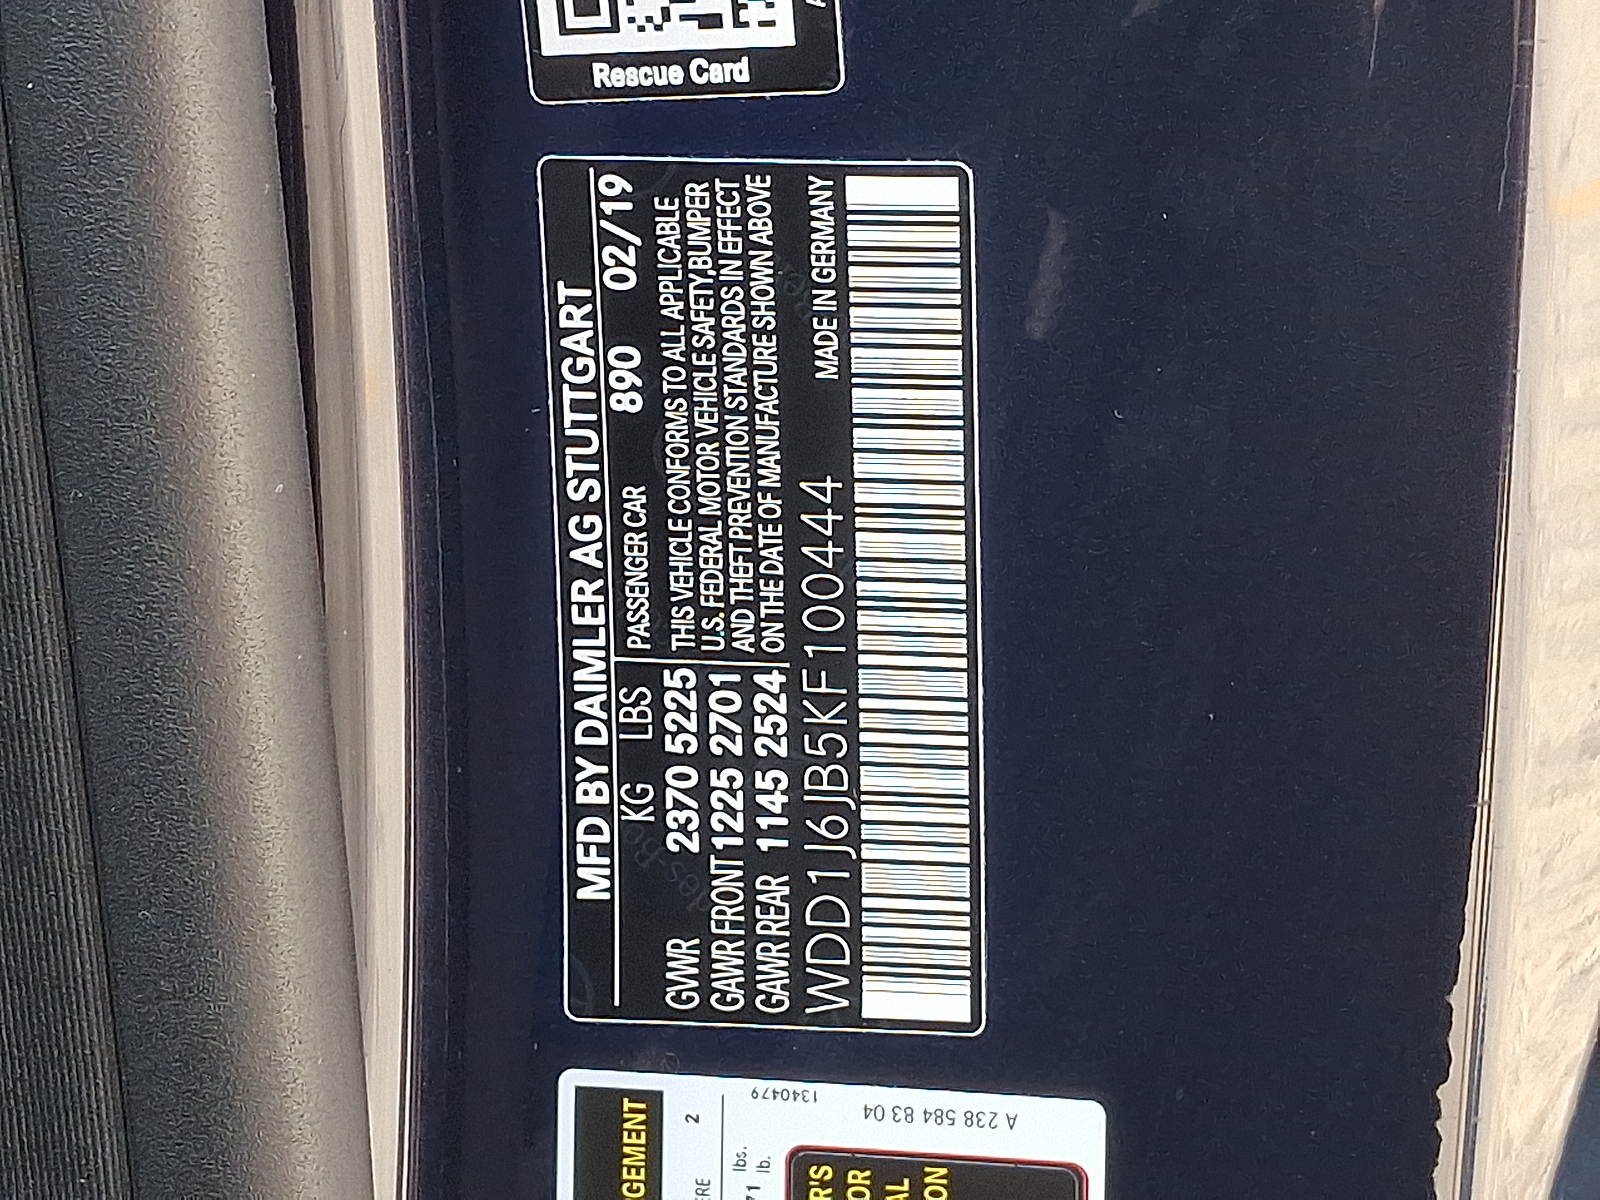 Rescue Card
MFD BY DAIMLER AG STUTTGART
KG LBS PASSENGER CAR 890 02/19
GVWR 2370 5225 THIS VEHICLE CONFORMS TO ALL APPLICABLE
GAWR FRONT 1225 2701 U.S. FEDERAL MOTOR VEHICLE SAFETY,BUMPER
AND THEFT PREVENTION STANDARDS IN EFFECT
GAWR REAR 1145 2524 ON THE DATE OF MANUFACTURE SHOWN ABOVE
WDD1J6JB5KF100444 MADE IN GERMANY
2
lbs.
lb.
1340479
A 238 584 83 04